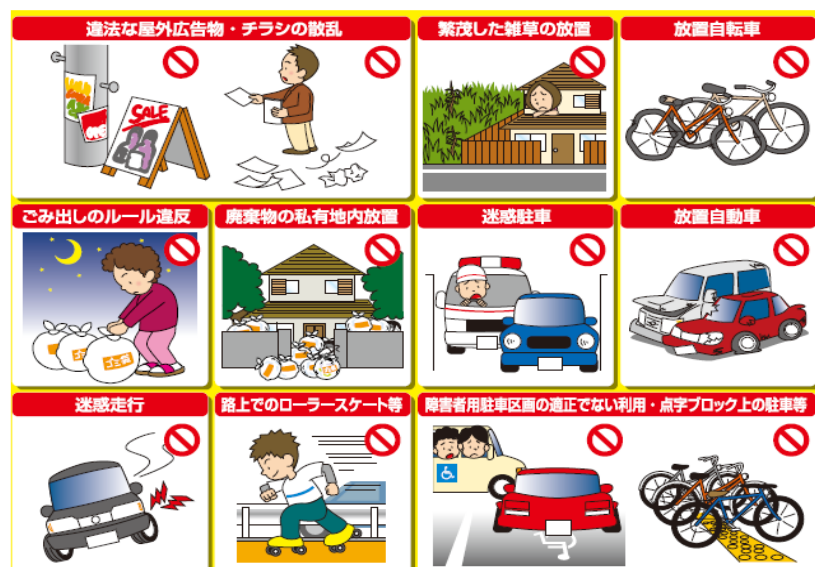 違法な屋外広告物・チラシの散乱
繁茂した雑草の放置
放置自転車
SALE
ごみ出しのルール違反
廃棄物の私有地内放置
迷惑駐車
放置自動車
ゴミ袋
迷惑走行
路上でのローラースケート等
障害者用駐車区画の適正でない利用・点字ブロック上の駐車等